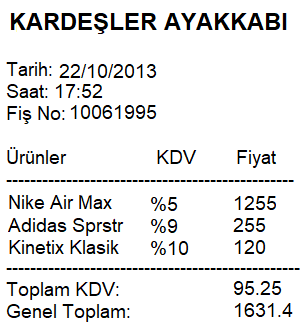 KARDEŞLER AYAKKABI
Tarih: 22/10/2013
Saat: 17:52
Fiş No: 10061995
Ürünler KDV Fiyat
--------------------------------------------------
Nike Air Max %5 1255
Adidas Sprstr %9 255
Kinetix Klasik %10 120
--------------------------------------------------
Toplam KDV: 95.25
Genel Toplam: 1631.4